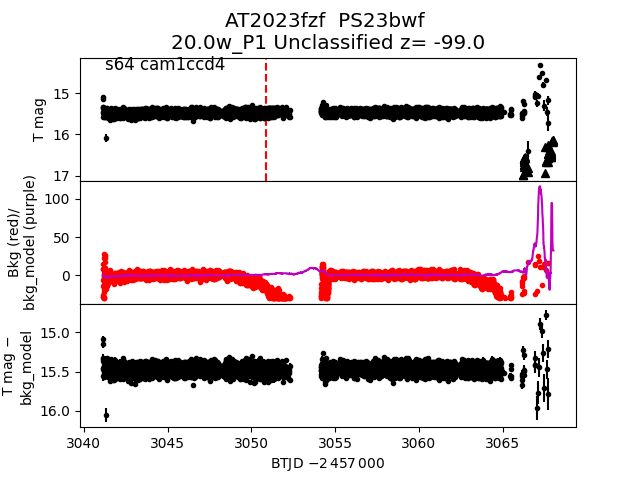 AT2023fzf  PS23bwf
20.0w_P1 Unclassified z= -99.0
s64 cam1ccd4
T mag
15
16
17
Bkg (red)/
bkg_model (purple)
100
50
0
T mag −
bkg_model
15.0
15.5
16.0
3040 3045 3050 3055 3060 3065
BTJD −2 457 000